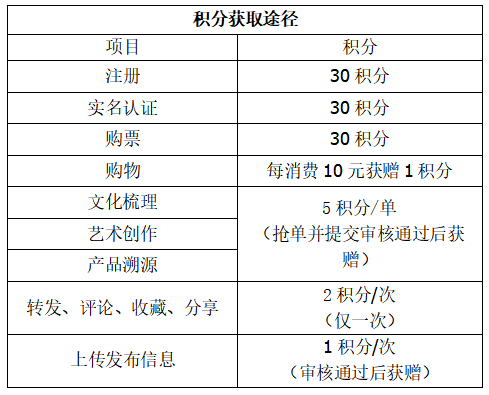 积分获取途径
项目 积分
注册 30 积分
实名认证 30 积分
购票 30 积分
购物 每消费 10 元获赠 1 积分
文化梳理
艺术创作
产品溯源
5 积分/单
（抢单并提交审核通过后获
赠）
转发、评论、收藏、分享
2 积分/次
（仅一次）
上传发布信息
1 积分/次
（审核通过后获赠）